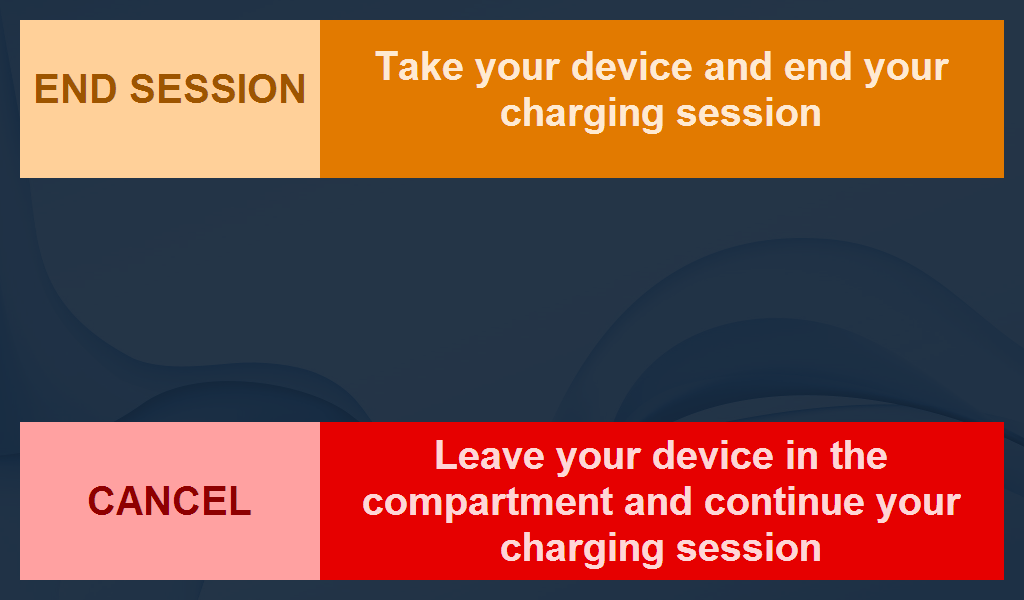 END SESSION
Take your device and end your
charging session
CANCEL
Leave your device in the
compartment and continue your
charging session